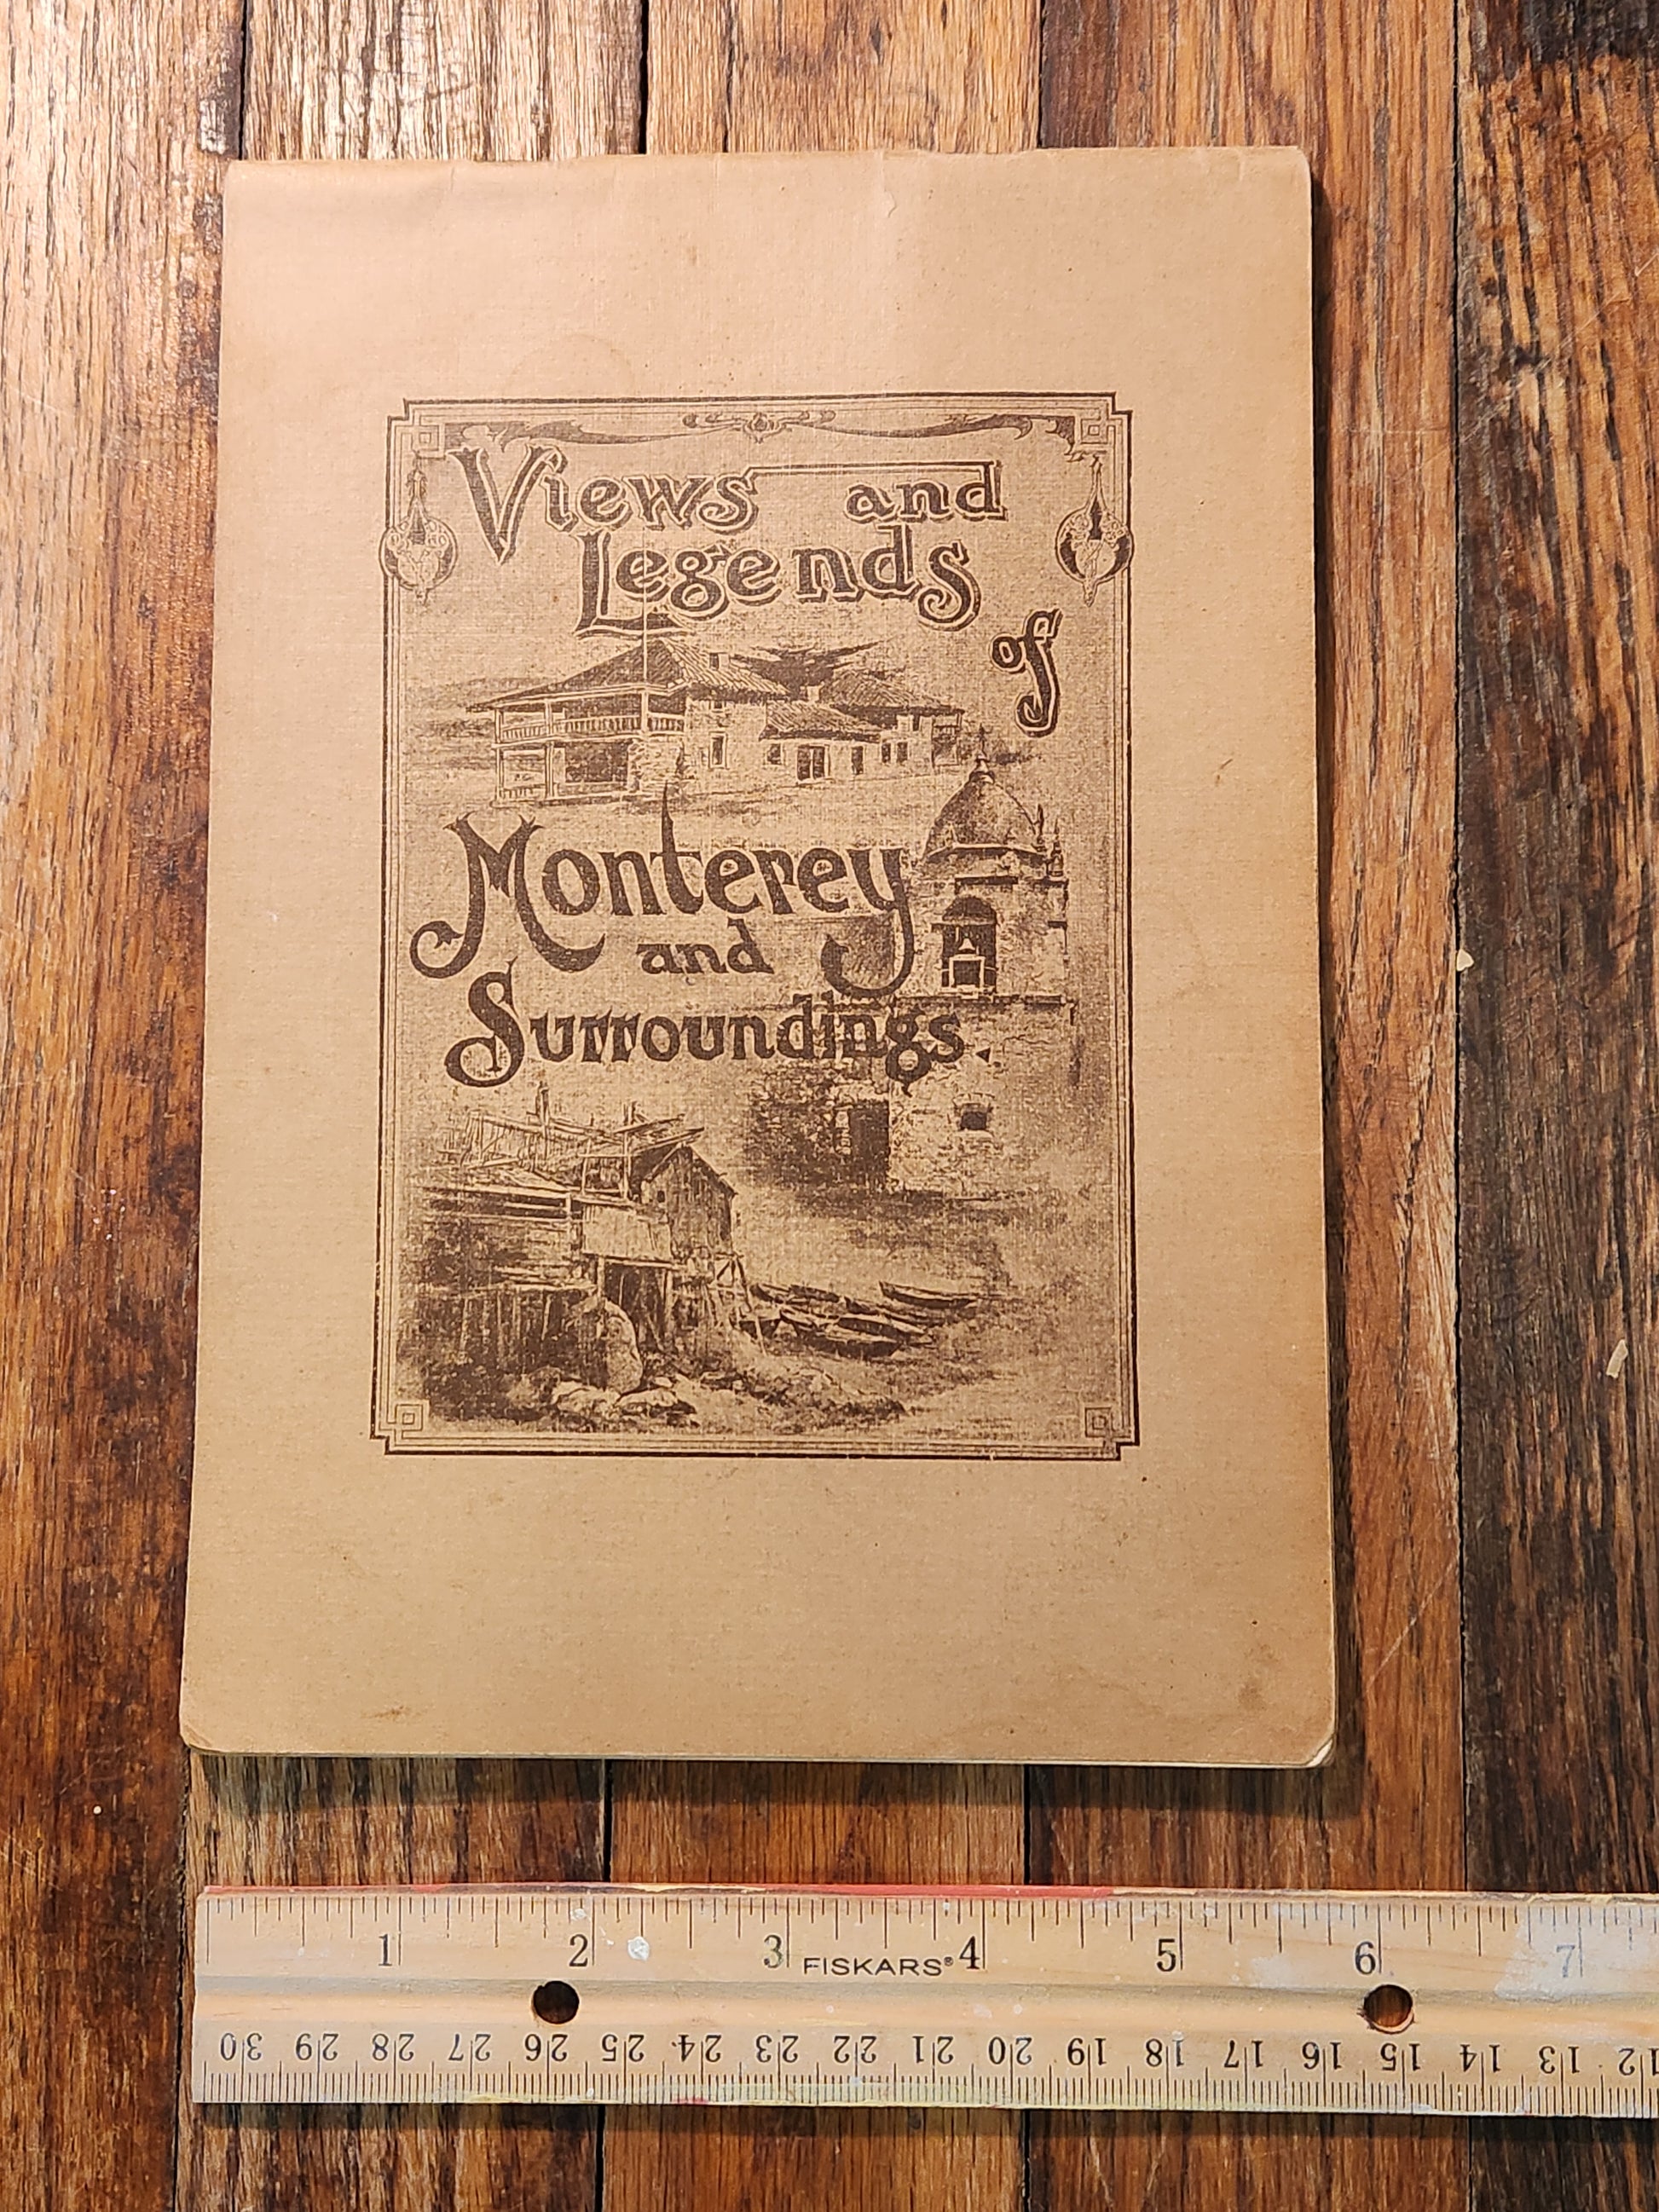 Views and
Legends
of
Monterey
and
Surroundings.
1 2 3 FISKARS® 4 5 6 7
30 29 28 27 26 25 24 23 22 21 20 19 18 17 16 15 14 13 12